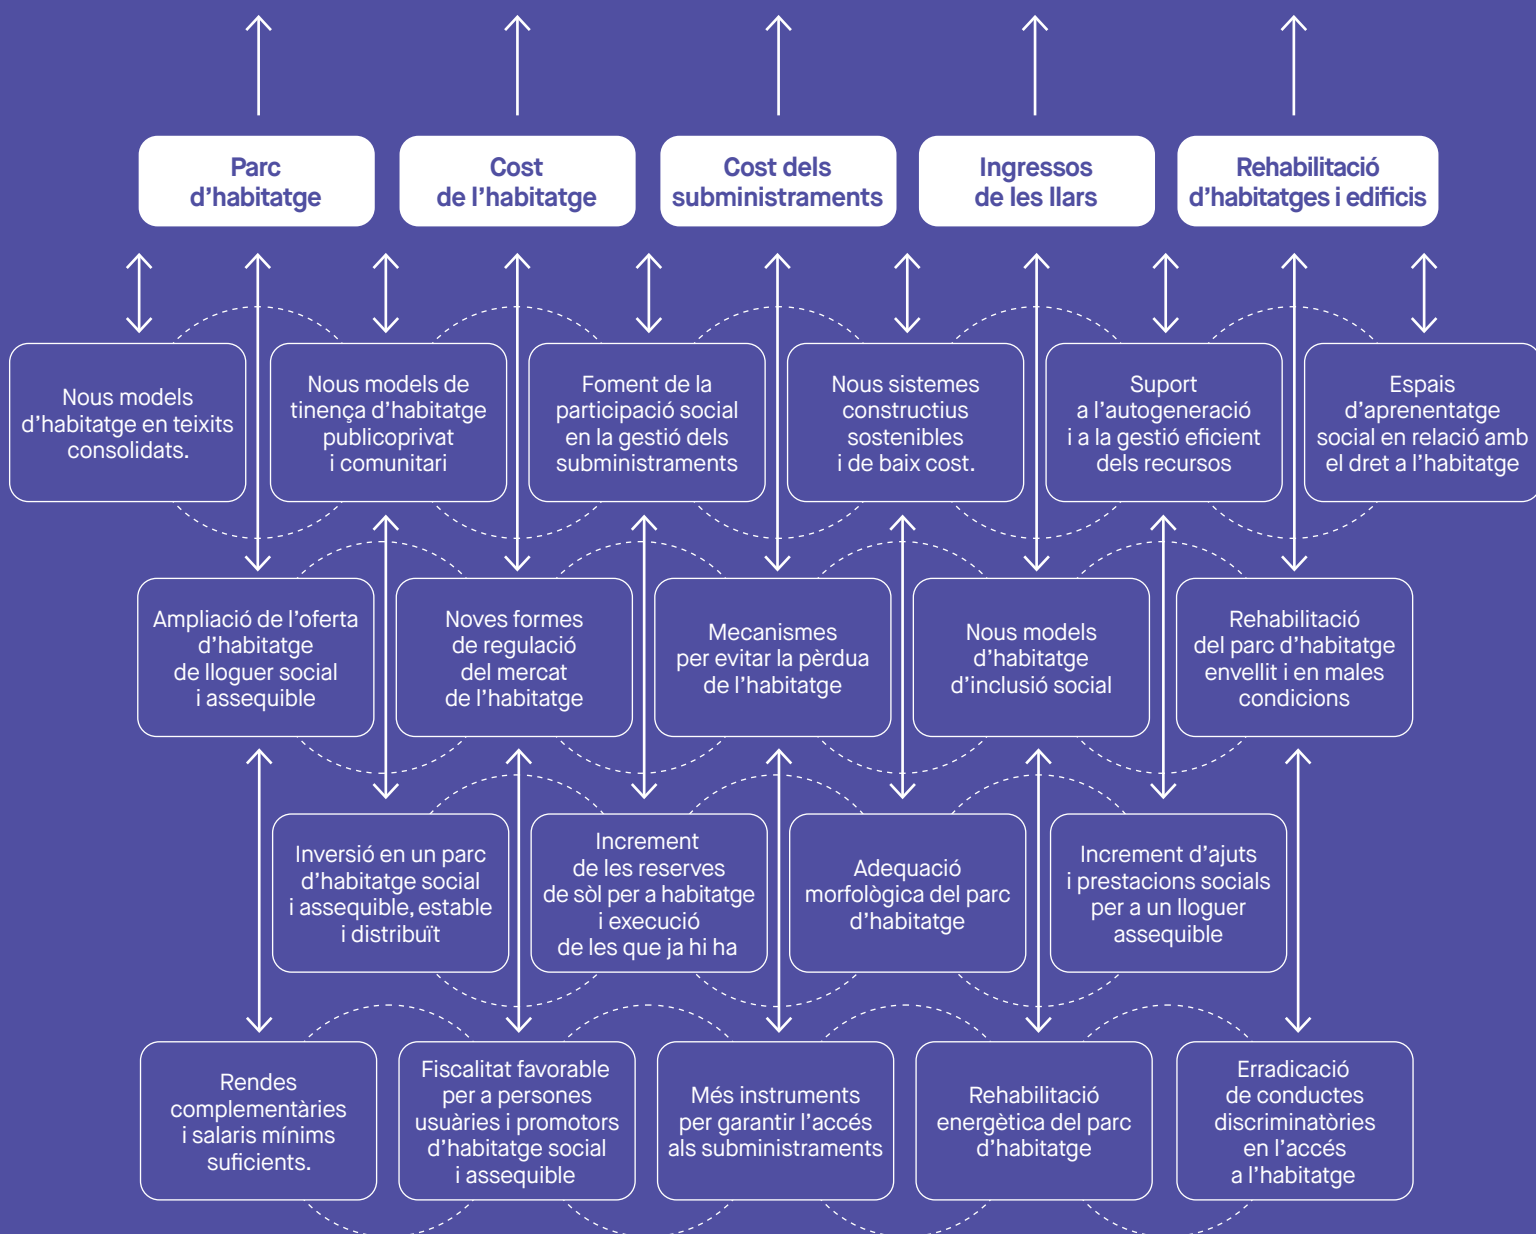 Parc
d'habitatge
Cost
de l'habitatge
Cost dels
subministraments
Ingressos
de les llars
Rehabilitació
d'habitatges i edificis
Nous models
d'habitatge en teixits
consolidats.
Nous models de
tinença d'habitatge
publicoprivat
i comunitari
Foment de la
participació social
en la gestió dels
subministraments
Nous sistemes
constructius
sostenibles
i de baix cost.
Suport
a l'autogeneració
i a la gestió eficient
dels recursos
Espais
d'aprenentatge
social en relació amb
el dret a l'habitatge
Ampliació de l'oferta
d'habitatge
de lloguer social
i assequible
Noves formes
de regulació
del mercat
de l'habitatge
Mecanismes
per evitar la pèrdua
de l'habitatge
Nous models
d'habitatge
d'inclusió social
Rehabilitació
del parc d'habitatge
envellit i en males
condicions
Inversió en un parc
d'habitatge social
i assequible, estable
i distribuït
Increment
de les reserves
de sòl per a habitatge
i execució
de les que ja hi ha
Adequació
morfològica del parc
d'habitatge
Increment d'ajuts
i prestacions socials
per a un lloguer
assequible
Rendes
complementàries
i salaris mínims
suficients.
Fiscalitat favorable
per a persones
usuàries i promotors
d'habitatge social
i assequible
Més instruments
per garantir l'accés
als subministraments
Rehabilitació
energètica del parc
d'habitatge
Erradicació
de conductes
discriminatòries
en l'accés
a l'habitatge